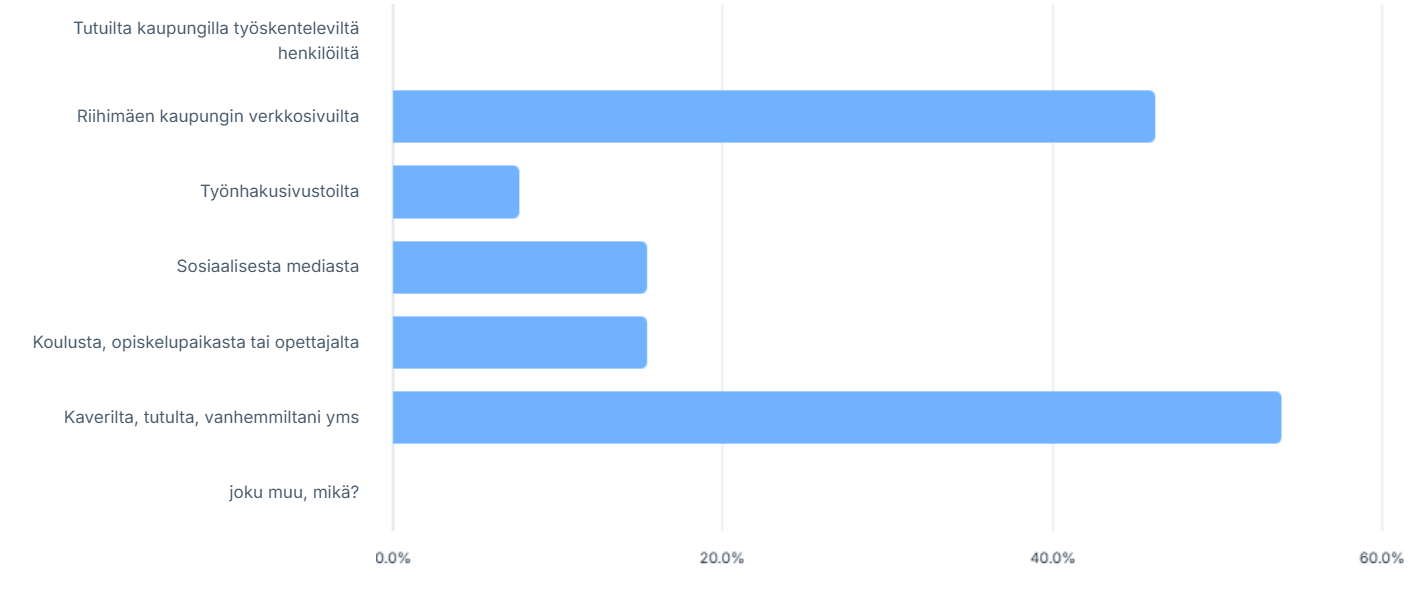 Tutuilta kaupungilla työskenteleviltä
henkilöiltä
Riihimäen kaupungin verkkosivuilta
Työnhakusivustoilta
Sosiaalisesta mediasta
Koulusta, opiskelupaikasta tai opettajalta
Kaverilta, tutulta, vanhemmiltani yms
joku muu, mikä?
0.0% 20.0% 40.0% 60.0%